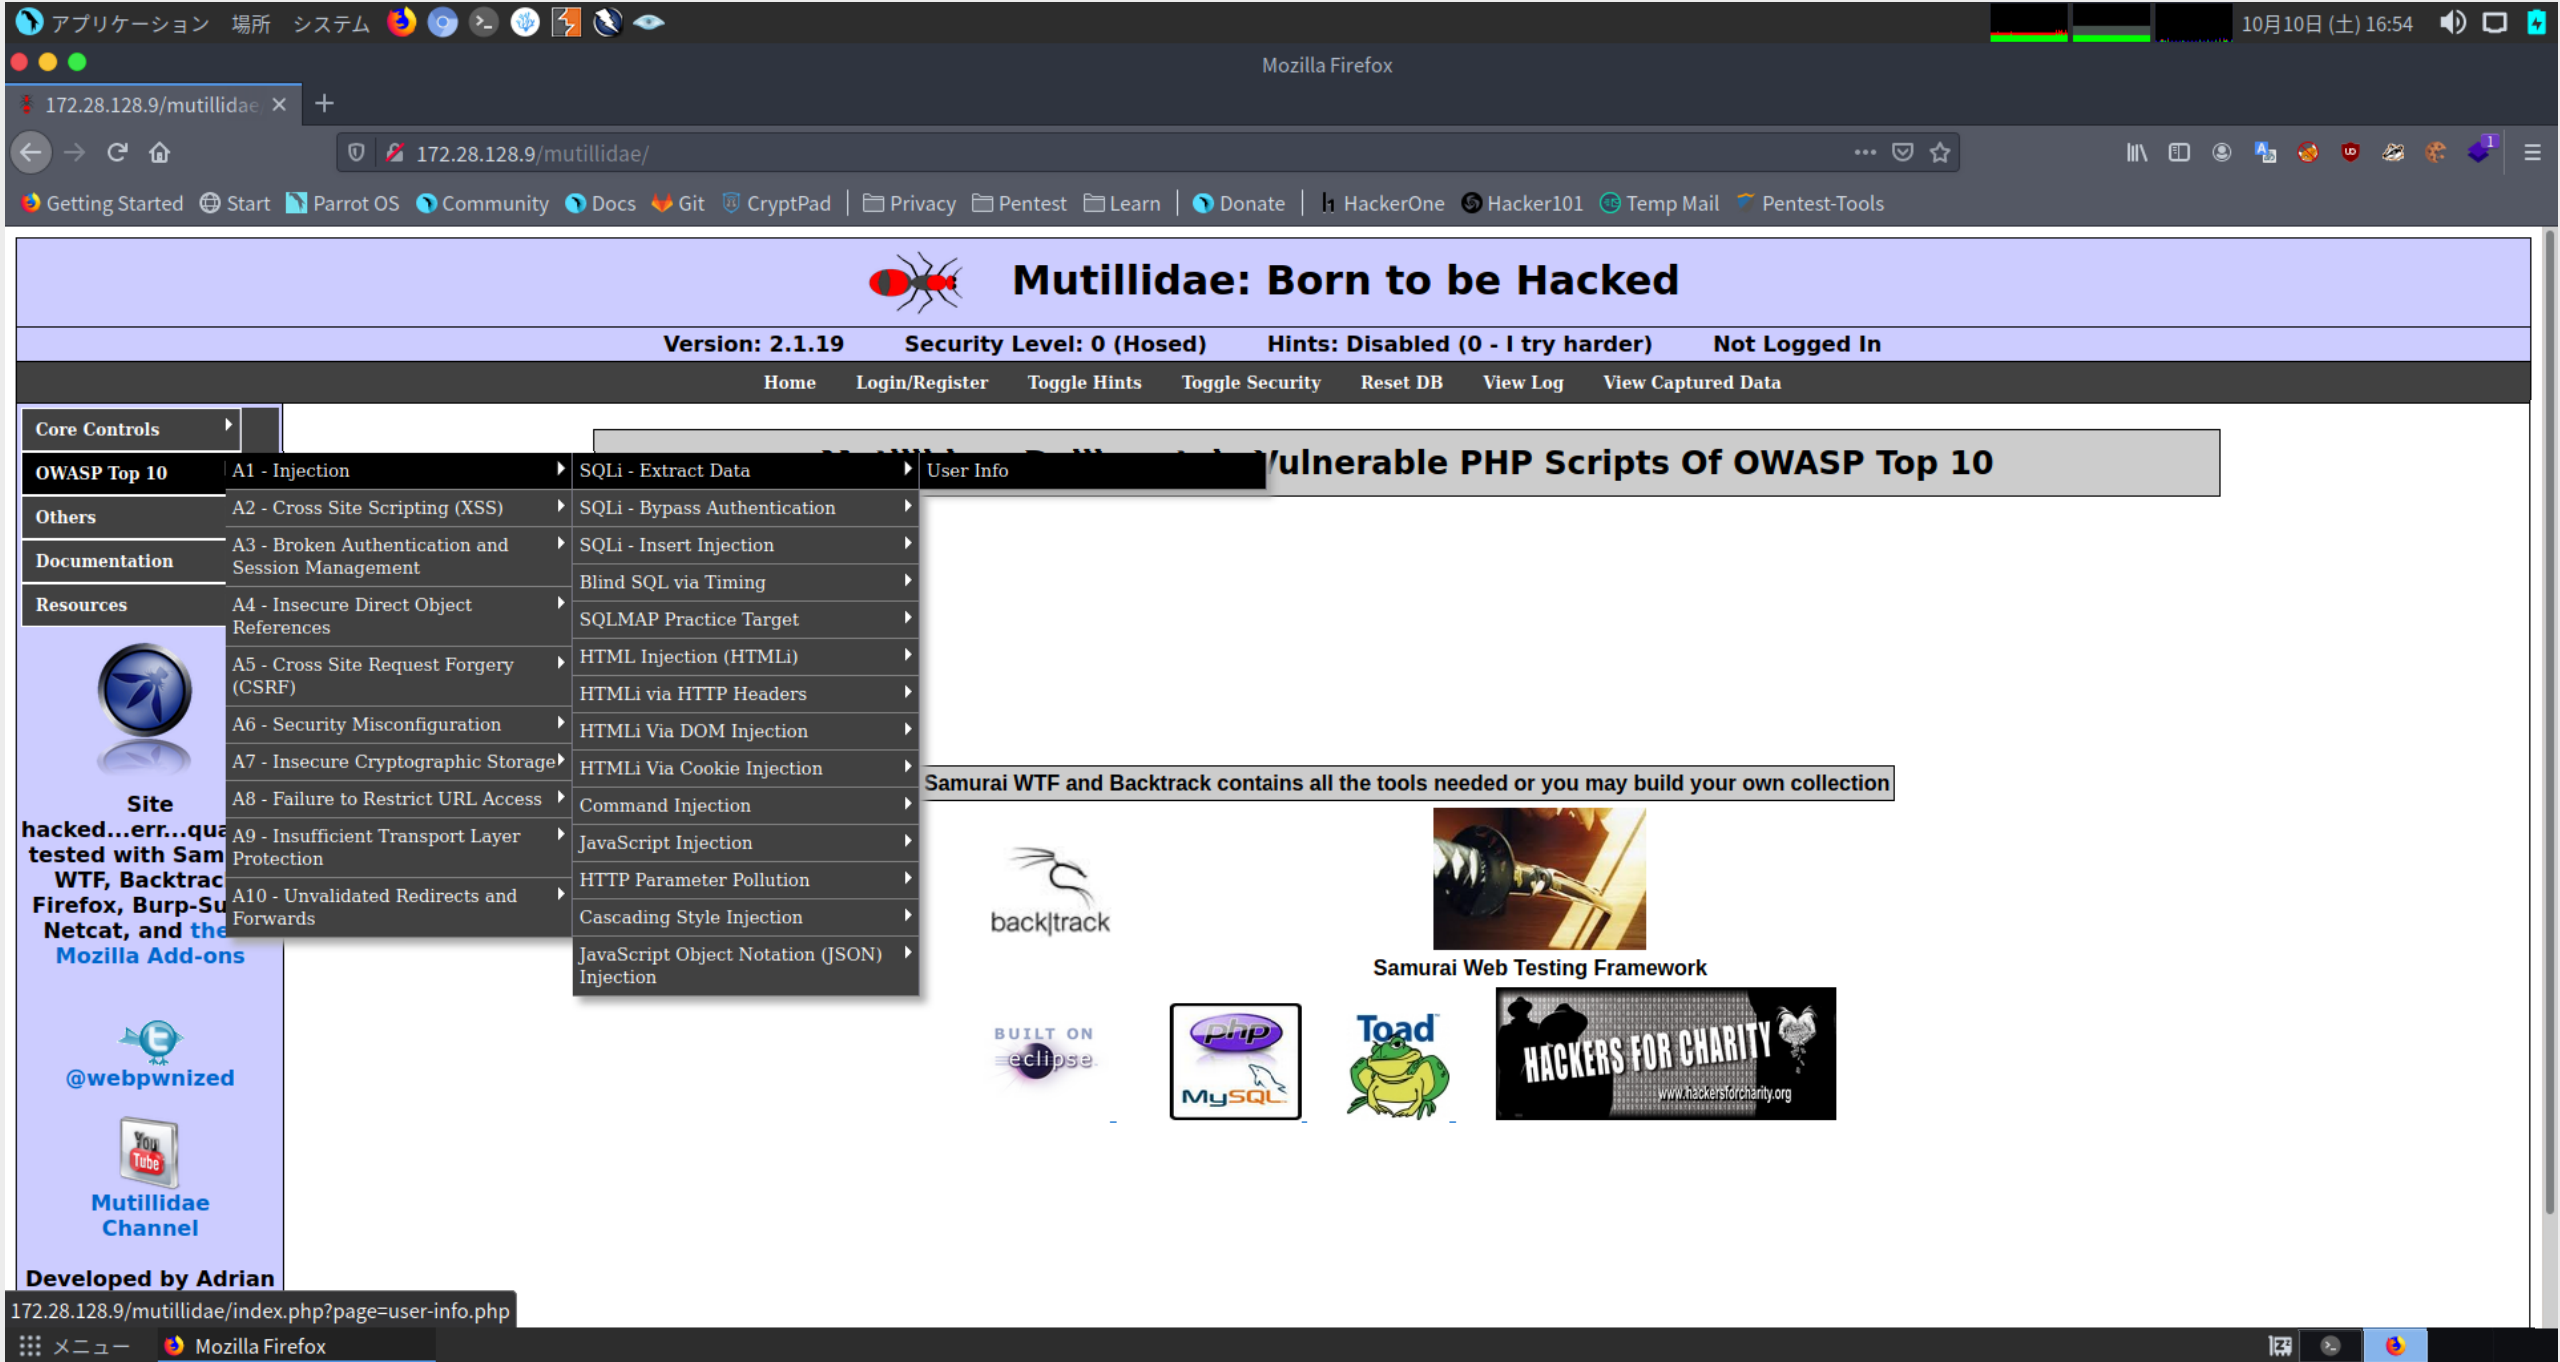 アプリケーション 場所 システム
10月10日 (土) 16:54
Mozilla Firefox
172.28.128.9/mutillidae
172.28.128.9/mutillidae/
1
Getting Started Start Parrot OS Community Docs Git CryptPad Privacy Pentest Learn Donate HackerOne Hacker101 Temp Mail Pentest-Tools
Mutillidae: Born to be Hacked
Version: 2.1.19 Security Level: 0 (Hosed) Hints: Disabled (0 - I try harder) Not Logged In
Home Login/Register Toggle Hints Toggle Security Reset DB View Log View Captured Data
Core Controls
OWASP Top 10
Others
Documentation
Resources
A1 - Injection
A2 - Cross Site Scripting (XSS)
A3 - Broken Authentication and
Session Management
A4 - Insecure Direct Object
References
A5 - Cross Site Request Forgery
(CSRF)
A6 - Security Misconfiguration
A7 - Insecure Cryptographic Storage
A8 - Failure to Restrict URL Access
A9 - Insufficient Transport Layer
Protection
A10 - Unvalidated Redirects and
Forwards
SQLi - Extract Data
SQLi - Bypass Authentication
SQLi - Insert Injection
Blind SQL via Timing
SQLMAP Practice Target
HTML Injection (HTMLi)
HTMLi via HTTP Headers
HTMLi Via DOM Injection
HTMLi Via Cookie Injection
Command Injection
JavaScript Injection
HTTP Parameter Pollution
Cascading Style Injection
JavaScript Object Notation (JSON)
Injection
User Info
Vulnerable PHP Scripts Of OWASP Top 10
Samurai WTF and Backtrack contains all the tools needed or you may build your own collection
back|track
Samurai Web Testing Framework
BUILT ON
eclipse
php
MySQL
Toad
HACKERS FOR CHARITY
www.hackersforcharity.org
Site
hacked...err...qua
tested with Sam
WTF, Backtrac
Firefox, Burp-Su
Netcat, and the
Mozilla Add-ons
@webpwnized
You
Tube
Mutillidae
Channel
Developed by Adrian
172.28.128.9/mutillidae/index.php?page=user-info.php
メニュー Mozilla Firefox